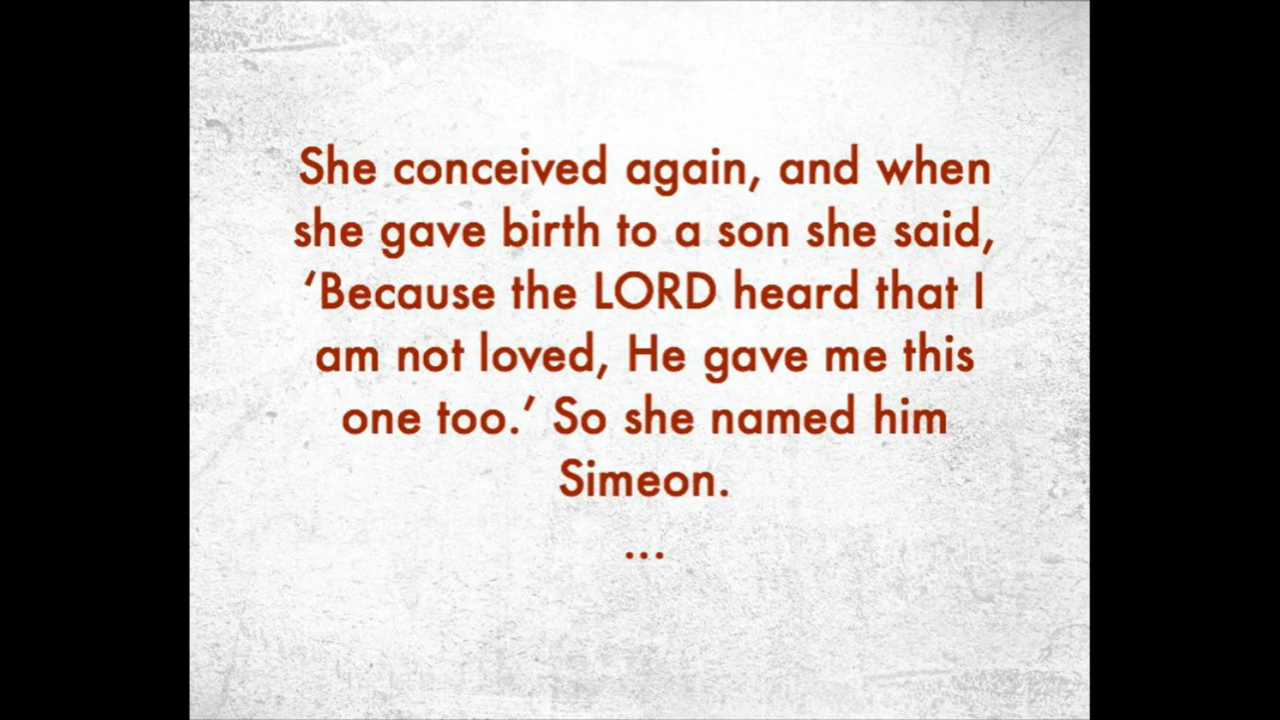 She conceived again, and when
she gave birth to a son she said,
‘Because the LORD heard that I
am not loved, He gave me this
one too.’ So she named him
Simeon.
...